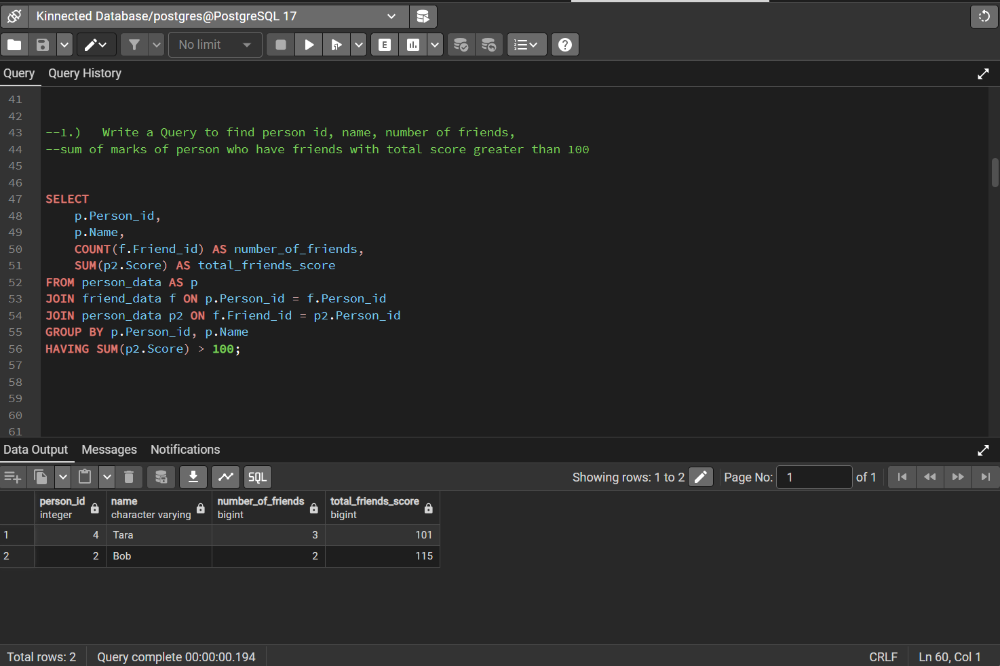 Kinnected Database/postgres@PostgreSQL 17
No limit
E
Query Query History
41
42
43 --1.)   Write a Query to find person id, name, number of friends,
44 --sum of marks of person who have friends with total score greater than 100
45
46
47 SELECT
48     p.Person_id,
49     p.Name,
50     COUNT(f.Friend_id) AS number_of_friends,
51     SUM(p2.Score) AS total_friends_score
52 FROM person_data AS p
53 JOIN friend_data f ON p.Person_id = f.Person_id
54 JOIN person_data p2 ON f.Friend_id = p2.Person_id
55 GROUP BY p.Person_id, p.Name
56 HAVING SUM(p2.Score) > 100;
57
58
59
60
61
Data Output Messages Notifications
SQL Showing rows: 1 to 2 Page No: 1 of 1
person_id name number_of_friends total_friends_score
integer character varying bigint bigint
1 4 Tara 3 101
2 2 Bob 2 115
Total rows: 2 Query complete 00:00:00.194 CRLF Ln 60, Col 1